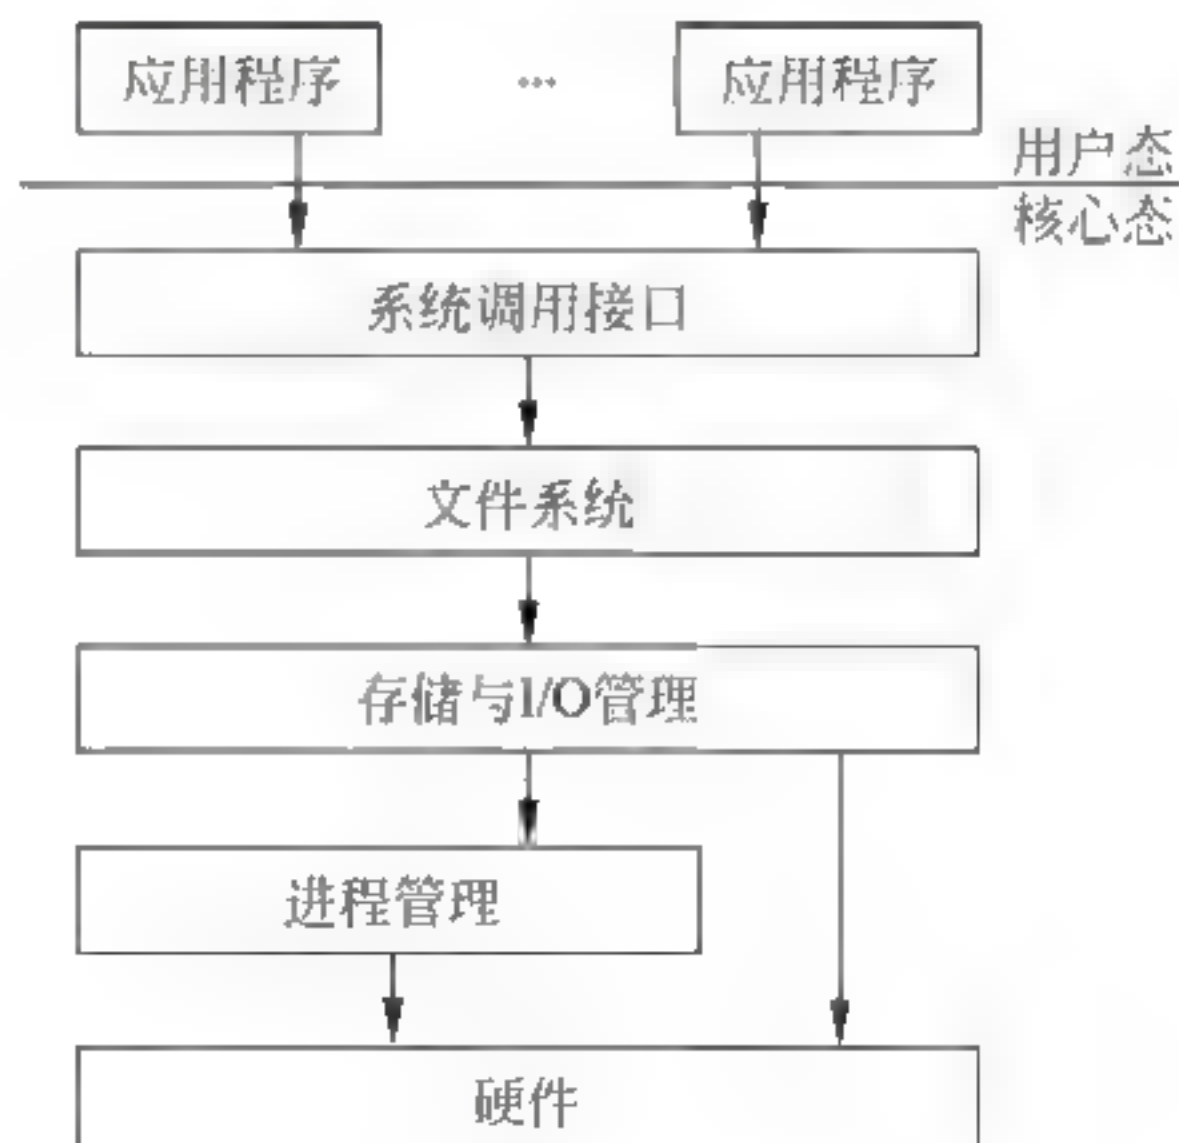 应用程序 … 应用程序
用户态
核心态
系统调用接口
文件系统
存储与I/O管理
进程管理
硬件